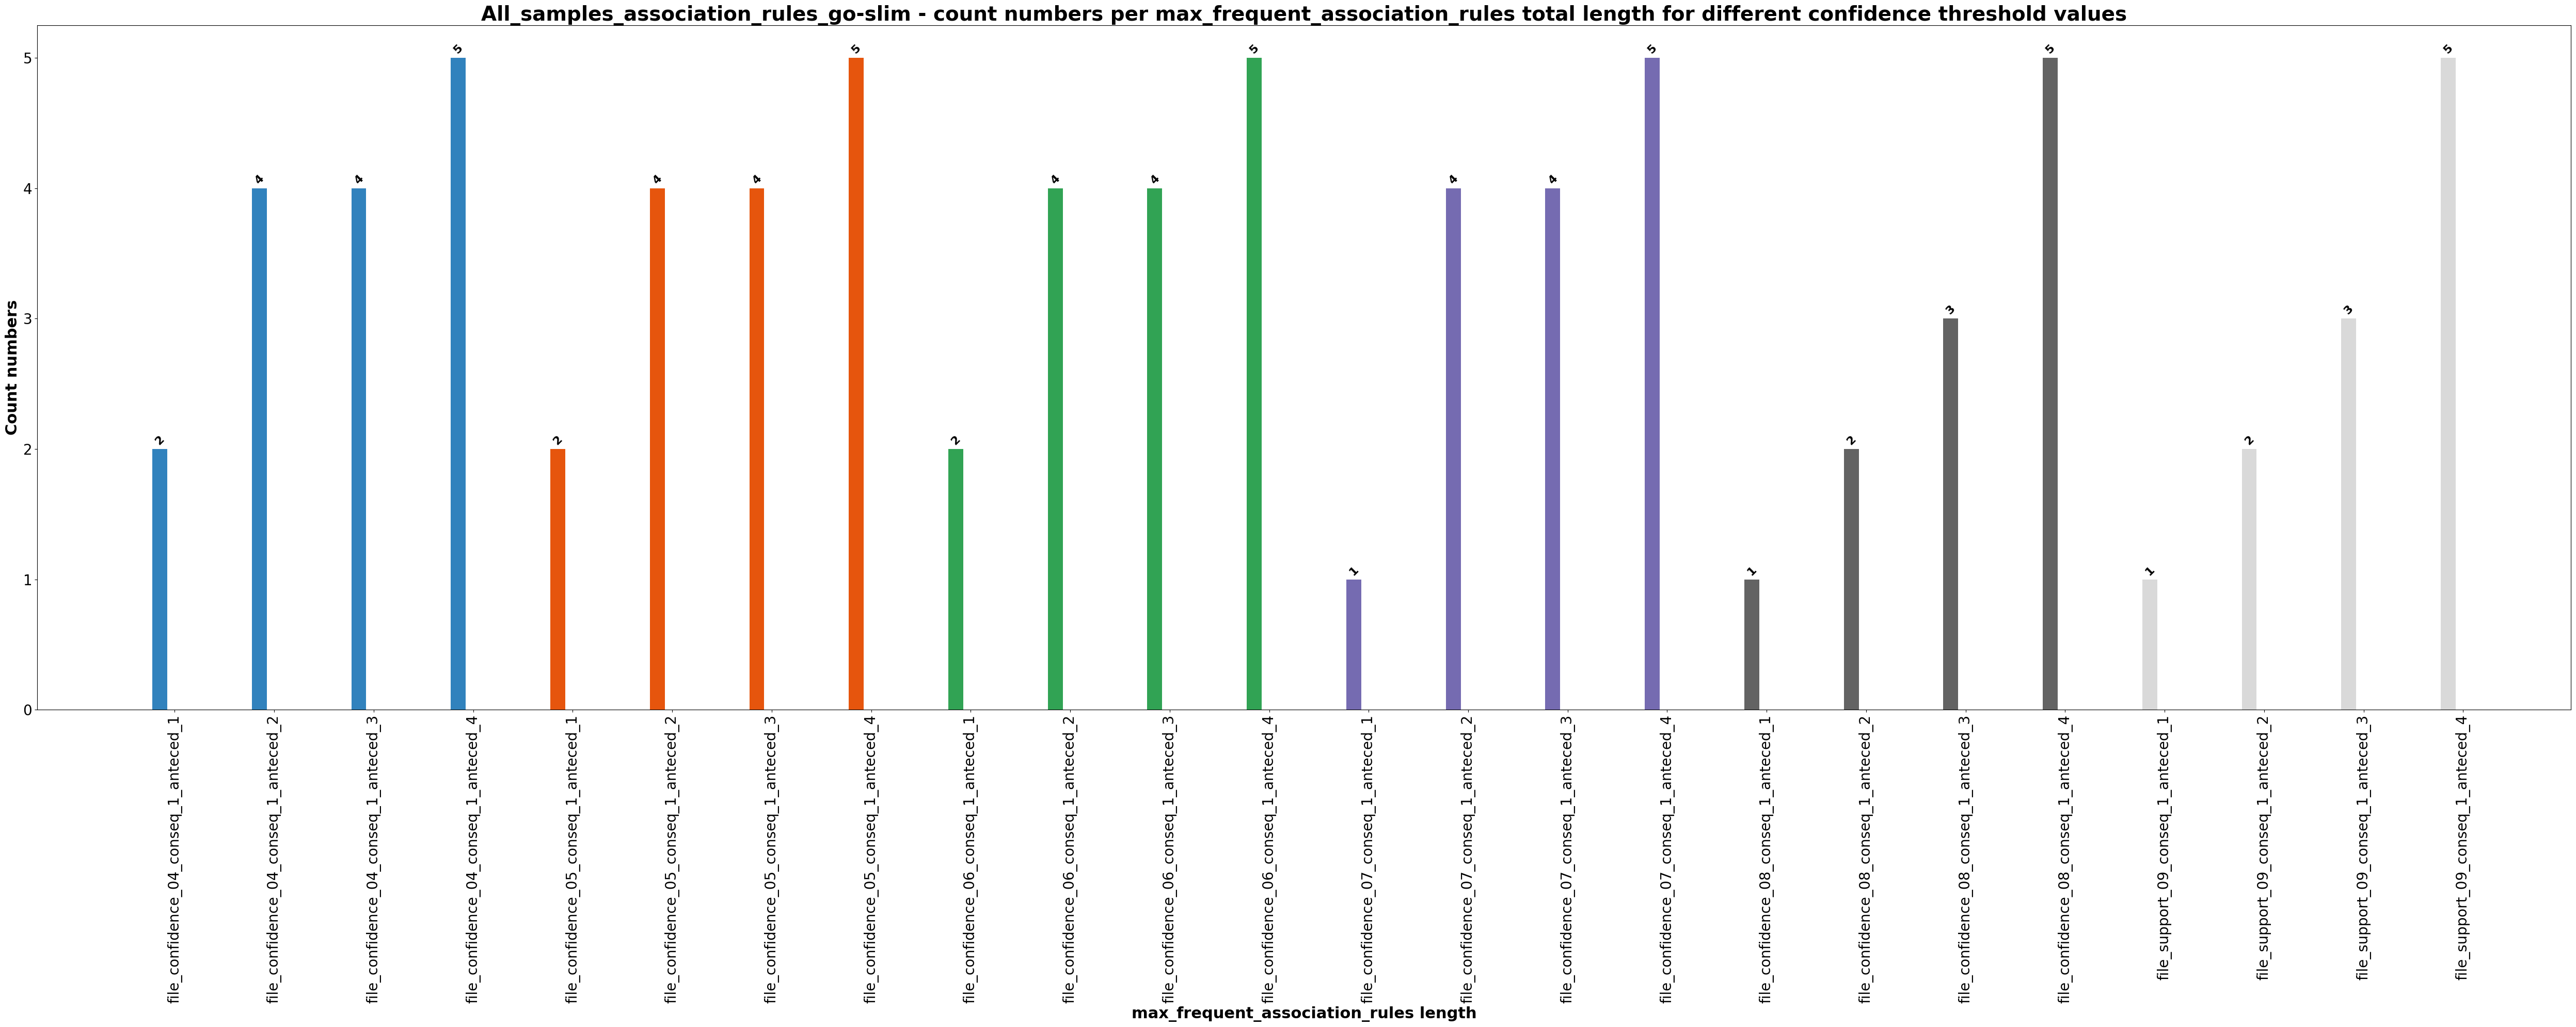 All_samples_association_rules_go-slim - count numbers per max_frequent_association_rules total length for different confidence threshold values
Count numbers
5
4
3
2
1
0
2
4
4
5
2
4
4
5
2
4
4
5
1
4
4
5
1
2
3
5
1
2
3
5
file_confidence_04_conseq_1_anteced_1
file_confidence_04_conseq_1_anteced_2
file_confidence_04_conseq_1_anteced_3
file_confidence_04_conseq_1_anteced_4
file_confidence_05_conseq_1_anteced_1
file_confidence_05_conseq_1_anteced_2
file_confidence_05_conseq_1_anteced_3
file_confidence_05_conseq_1_anteced_4
file_confidence_06_conseq_1_anteced_1
file_confidence_06_conseq_1_anteced_2
file_confidence_06_conseq_1_anteced_3
file_confidence_06_conseq_1_anteced_4
file_confidence_07_conseq_1_anteced_1
file_confidence_07_conseq_1_anteced_2
file_confidence_07_conseq_1_anteced_3
file_confidence_07_conseq_1_anteced_4
file_confidence_08_conseq_1_anteced_1
file_confidence_08_conseq_1_anteced_2
file_confidence_08_conseq_1_anteced_3
file_confidence_08_conseq_1_anteced_4
file_support_09_conseq_1_anteced_1
file_support_09_conseq_1_anteced_2
file_support_09_conseq_1_anteced_3
file_support_09_conseq_1_anteced_4
max_frequent_association_rules length